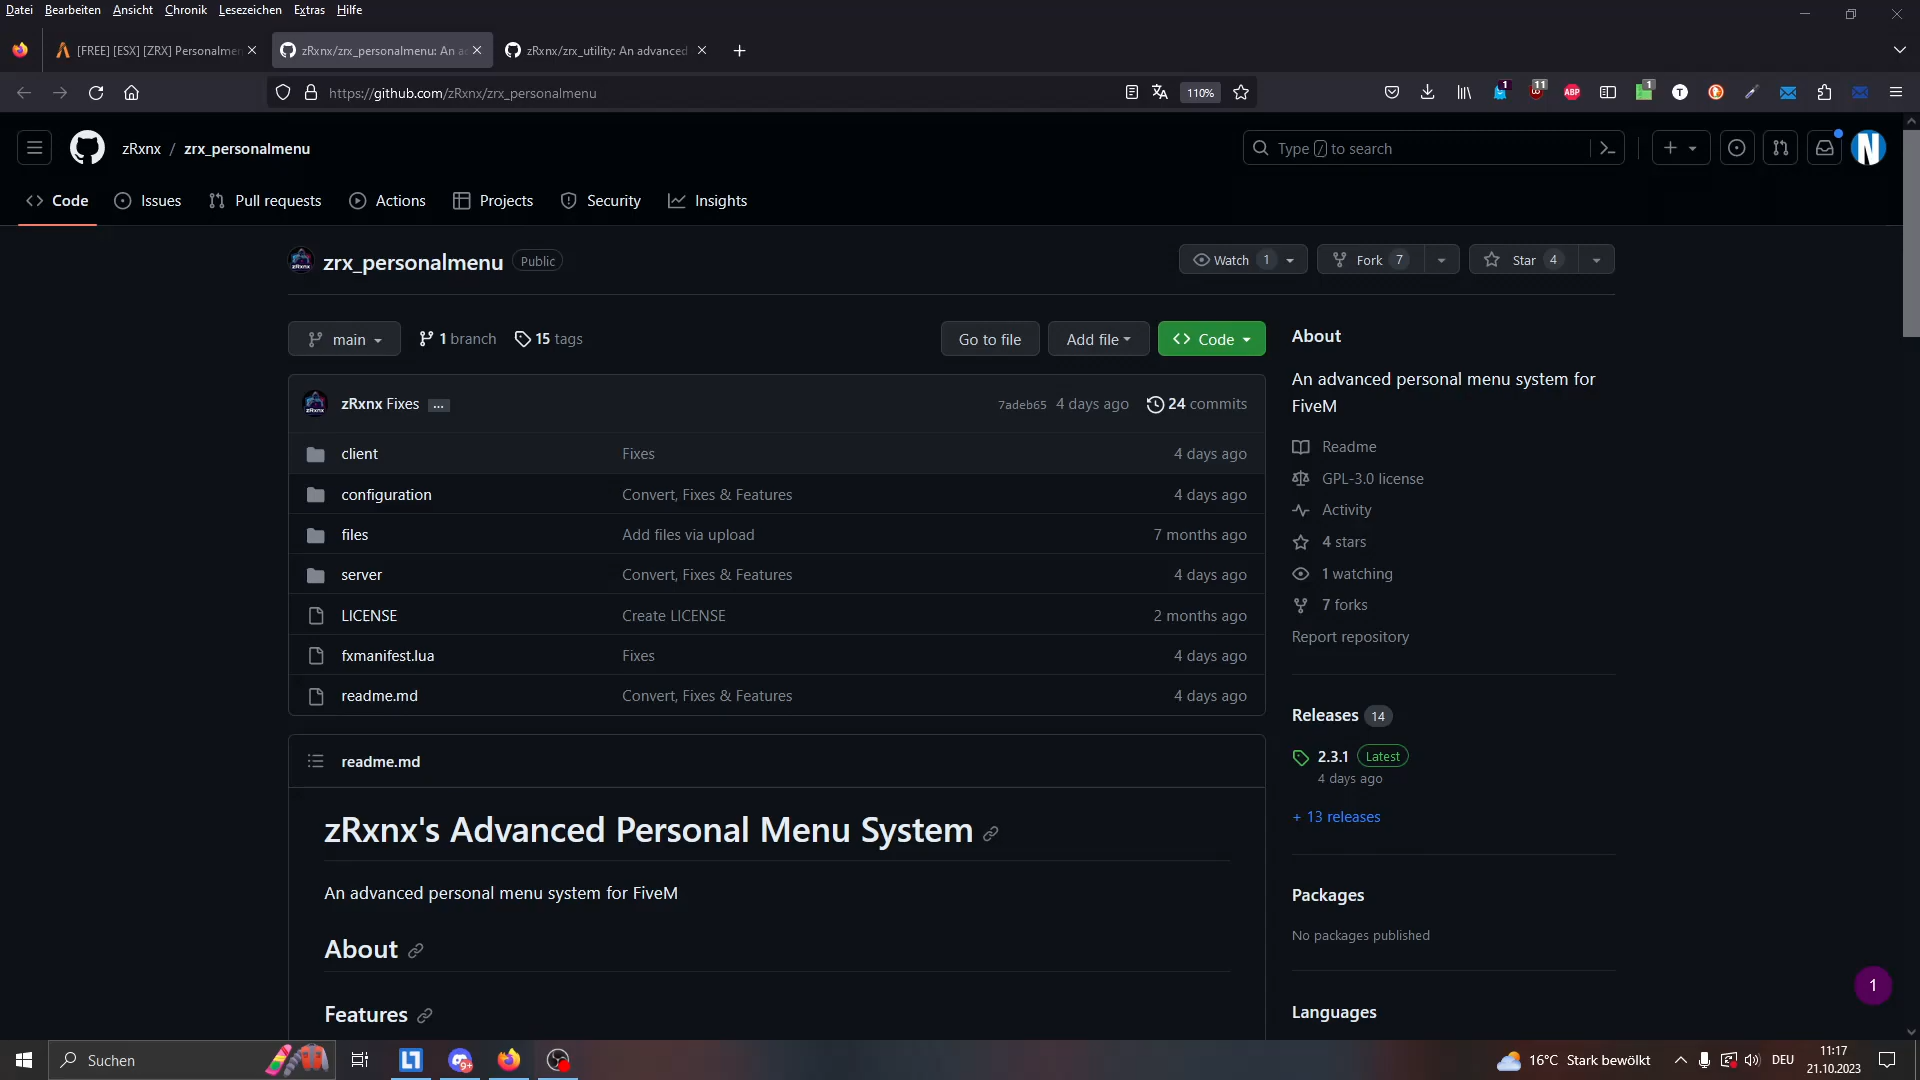 Datei Bearbeiten Ansicht Chronik Lesezeichen Extras Hilfe
[FREE] [ESX] [ZRX] Personalmen
zRxnx/zrx_personalmenu: An a
zRxnx/zrx_utility: An advanced
https://github.com/zRxnx/zrx_personalmenu
110%
1
11
ABP
1
T
zRxnx / zrx_personalmenu
Type / to search
N
Code Issues Pull requests Actions Projects Security Insights
zrx_personalmenu Public
Watch 1
Fork 7
Star 4
main
1 branch
15 tags
Go to file
Add file
Code
zRxnx Fixes ...
7adeb65 4 days ago 24 commits
client Fixes 4 days ago
configuration Convert, Fixes & Features 4 days ago
files Add files via upload 7 months ago
server Convert, Fixes & Features 4 days ago
LICENSE Create LICENSE 2 months ago
fxmanifest.lua Fixes 4 days ago
readme.md Convert, Fixes & Features 4 days ago
readme.md
zRxnx's Advanced Personal Menu System
An advanced personal menu system for FiveM
About
Features
About
An advanced personal menu system for
FiveM
Readme
GPL-3.0 license
Activity
4 stars
1 watching
7 forks
Report repository
Releases 14
2.3.1 Latest
4 days ago
+ 13 releases
Packages
No packages published
Languages
1
Suchen
LT
9+
16°C Stark bewölkt
DEU
11:17
21.10.2023